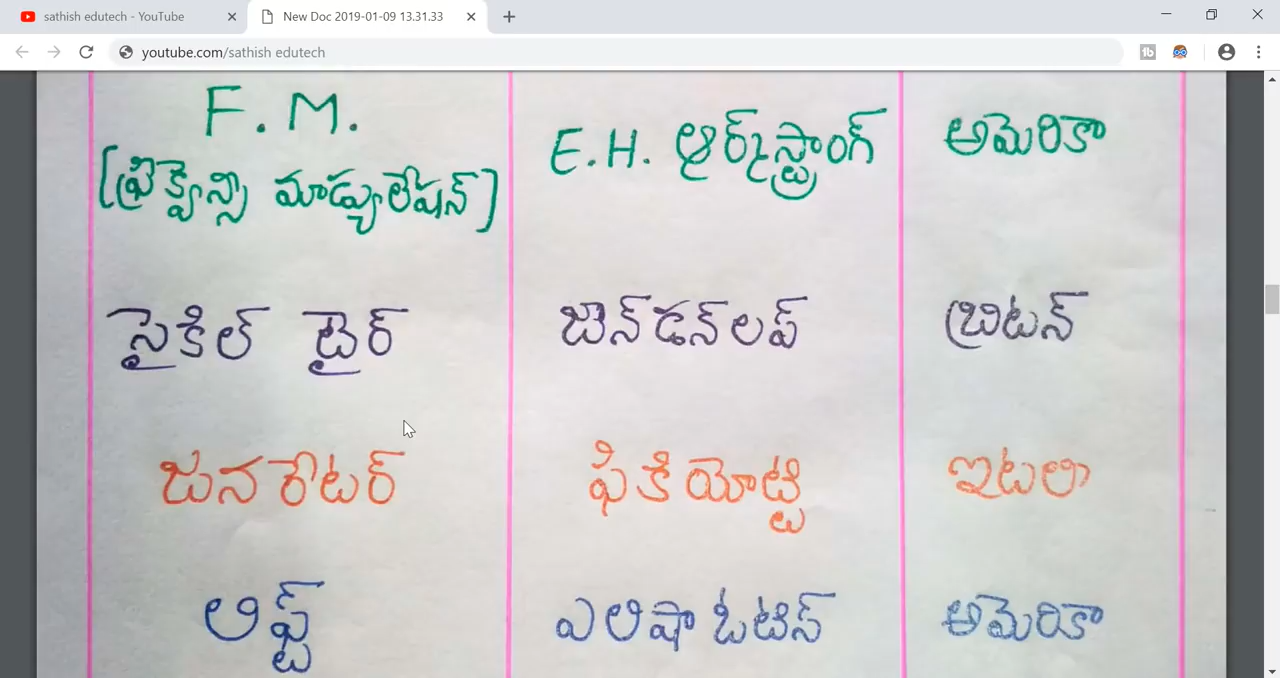 sathish edutech - YouTube
New Doc 2019-01-09 13.31.33
youtube.com/sathish edutech
F. M. E.H. ఆర్మ్‌స్ట్రాంగ్ అమెరికా
[ఫ్రీక్వెన్సీ మాడ్యులేషన్]
సైకిల్ టైర్ జాన్ డన్ లప్ బ్రిటన్
జనరేటర్ ఫికియోట్టి ఇటలీ
లిఫ్ట్ ఎలిషా ఓటిస్ అమెరికా